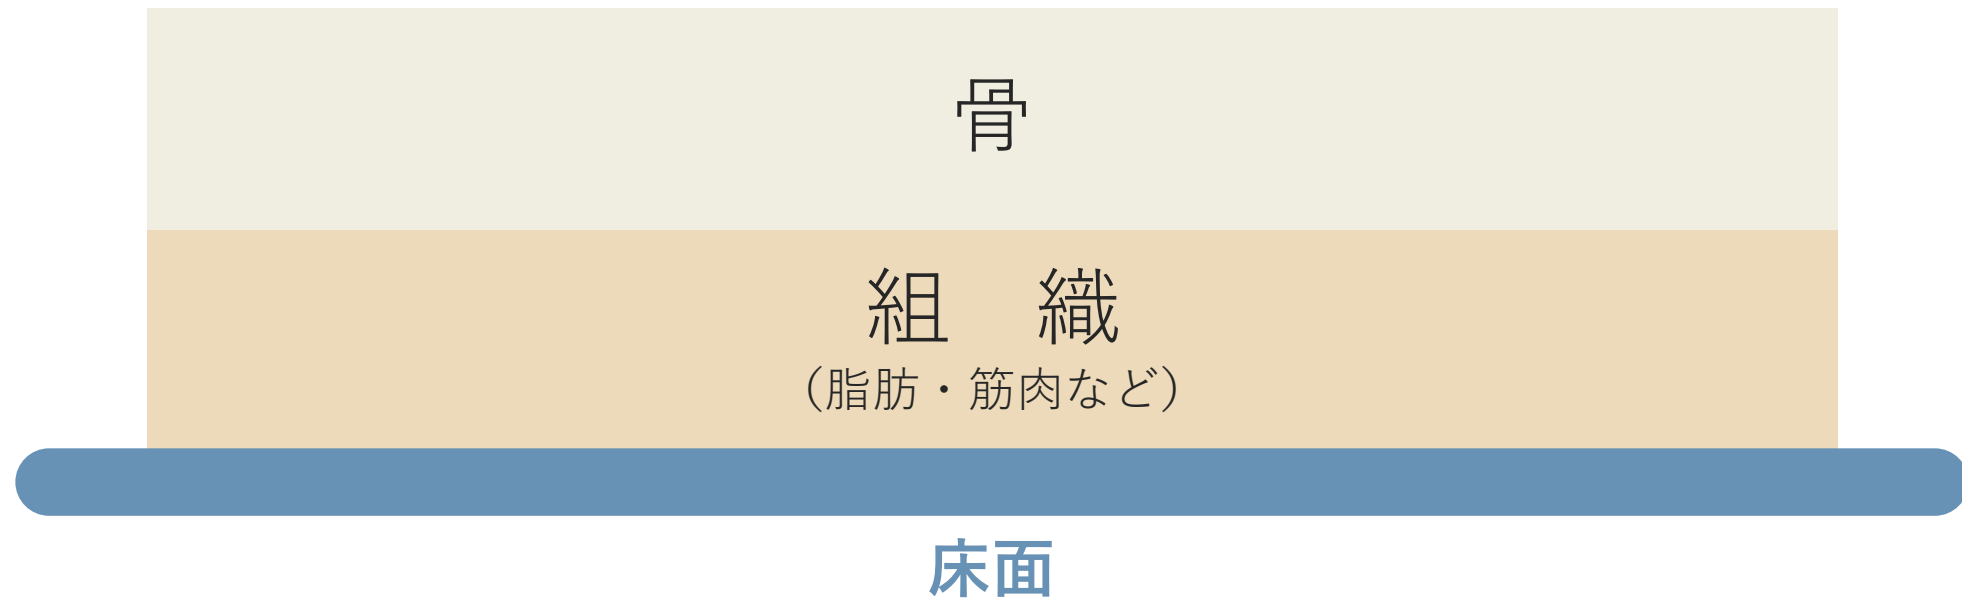 骨
組　織
（脂肪・筋肉など）
床面